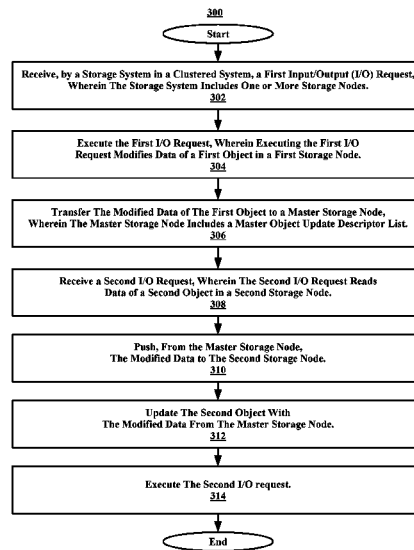 300
Start
Receive, by a Storage System in a Clustered System, a First Input/Output (I/O) Request,
Wherein The Storage System Includes One or More Storage Nodes.
302
Execute the First I/O Request, Wherein Executing the First I/O
Request Modifies Data of a First Object in a First Storage Node.
304
Transfer The Modified Data of The First Object to a Master Storage Node,
Wherein The Master Storage Node Includes a Master Object Update Descriptor List.
306
Receive a Second I/O Request, Wherein The Second I/O Request Reads
Data of a Second Object in a Second Storage Node.
308
Push, From the Master Storage Node,
The Modified Data to The Second Storage Node.
310
Update The Second Object With
The Modified Data From The Master Storage Node.
312
Execute The Second I/O request.
314
End